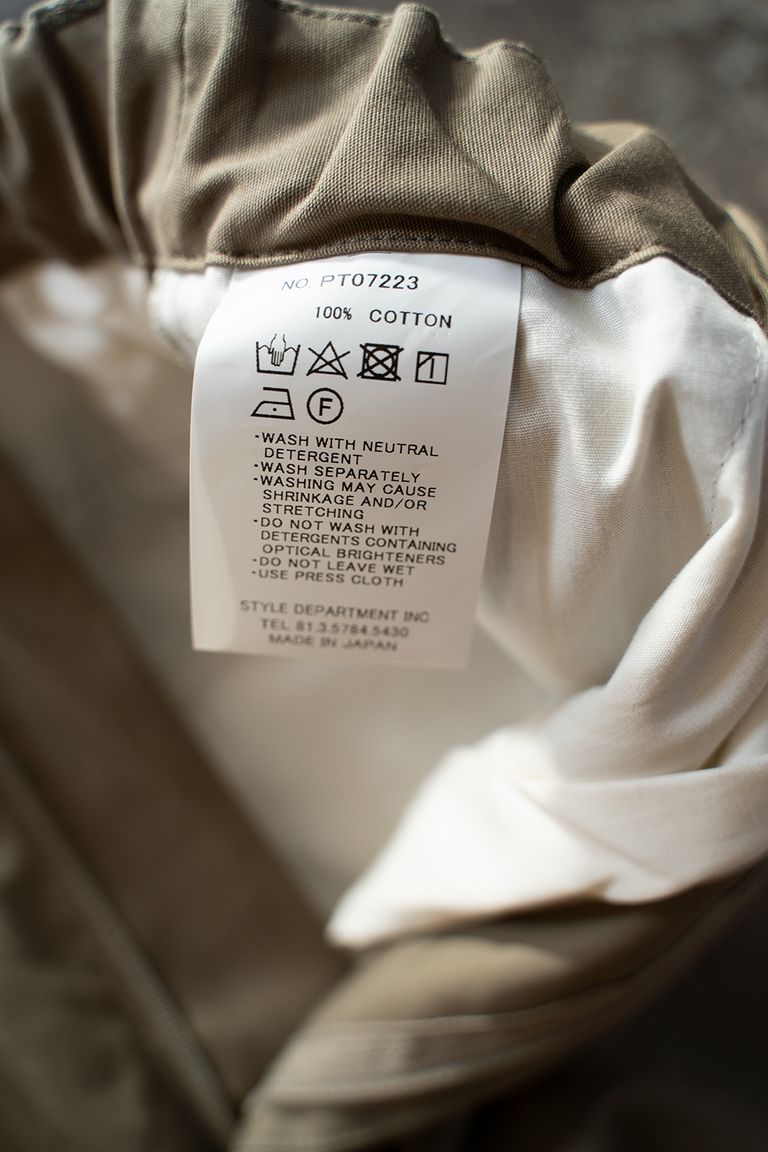 NO. PT07223
100% COTTON
F
-WASH WITH NEUTRAL
DETERGENT
-WASH SEPARATELY
-WASHING MAY CAUSE
SHRINKAGE AND/OR
STRETCHING
-DO NOT WASH WITH
DETERGENTS CONTAINING
OPTICAL BRIGHTENERS
-DO NOT LEAVE WET
-USE PRESS CLOTH
STYLE DEPARTMENT INC
TEL 81.3.5784.5430
MADE IN JAPAN